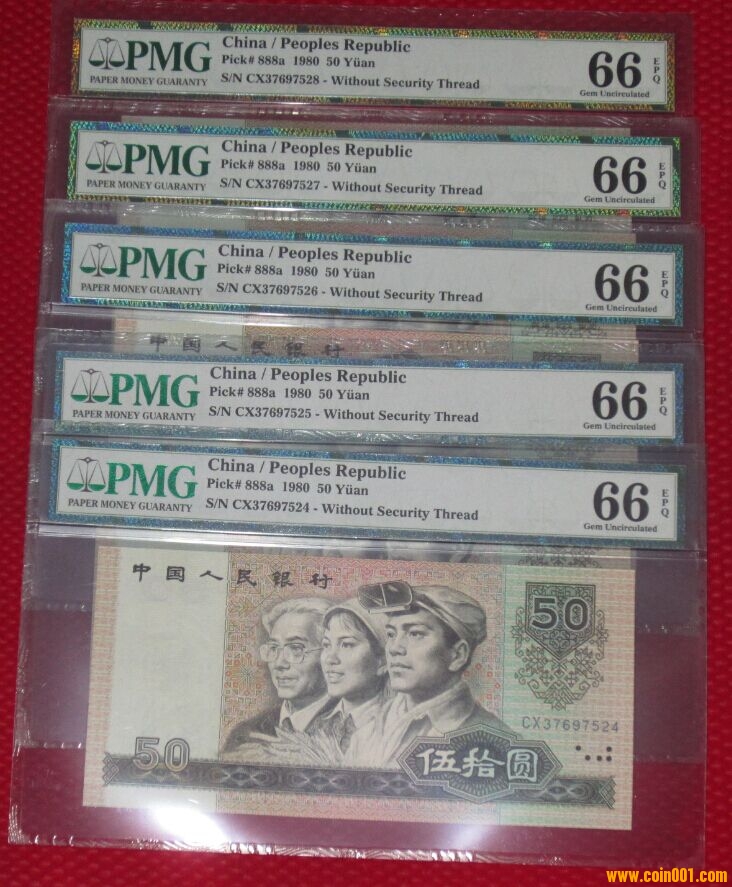 PMG
PAPER MONEY GUARANTY
China / Peoples Republic
Pick# 888a 1980 50 Yüan
S/N CX37697528 - Without Security Thread
66
EPQ
Gem Uncirculated
PMG
PAPER MONEY GUARANTY
China / Peoples Republic
Pick# 888a 1980 50 Yüan
S/N CX37697527 - Without Security Thread
66
EPQ
Gem Uncirculated
PMG
PAPER MONEY GUARANTY
China / Peoples Republic
Pick# 888a 1980 50 Yüan
S/N CX37697526 - Without Security Thread
66
EPQ
Gem Uncirculated
中国人民银行
PMG
PAPER MONEY GUARANTY
China / Peoples Republic
Pick# 888a 1980 50 Yüan
S/N CX37697525 - Without Security Thread
66
EPQ
Gem Uncirculated
PMG
PAPER MONEY GUARANTY
China / Peoples Republic
Pick# 888a 1980 50 Yüan
S/N CX37697524 - Without Security Thread
66
EPQ
Gem Uncirculated
中国人民银行
50
CX37697524
50
伍拾圆
www.coin001.com